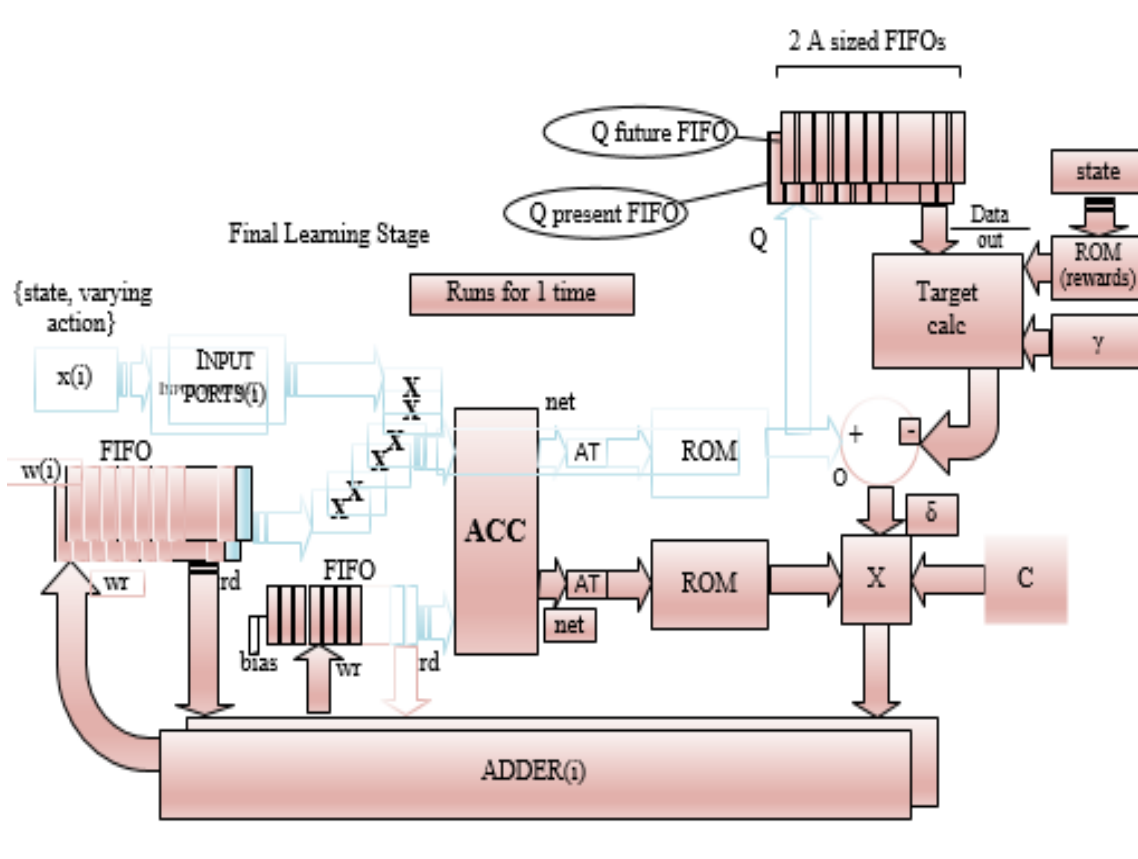 2 A sized FIFOs
Q future FIFO
state
Q present FIFO
Data
out
Final Learning Stage
Q
ROM
(rewards)
Runs for 1 time
Target
calc
{state, varying
action}
γ
x(i)
INPUT
PORTS(i)
X
X
net
FIFO
X
X
AT
ROM
+
-
w(i)
O
X
X
δ
ACC
FIFO
wr
rd
AT
ROM
X
C
net
bias
wr
rd
ADDER(i)